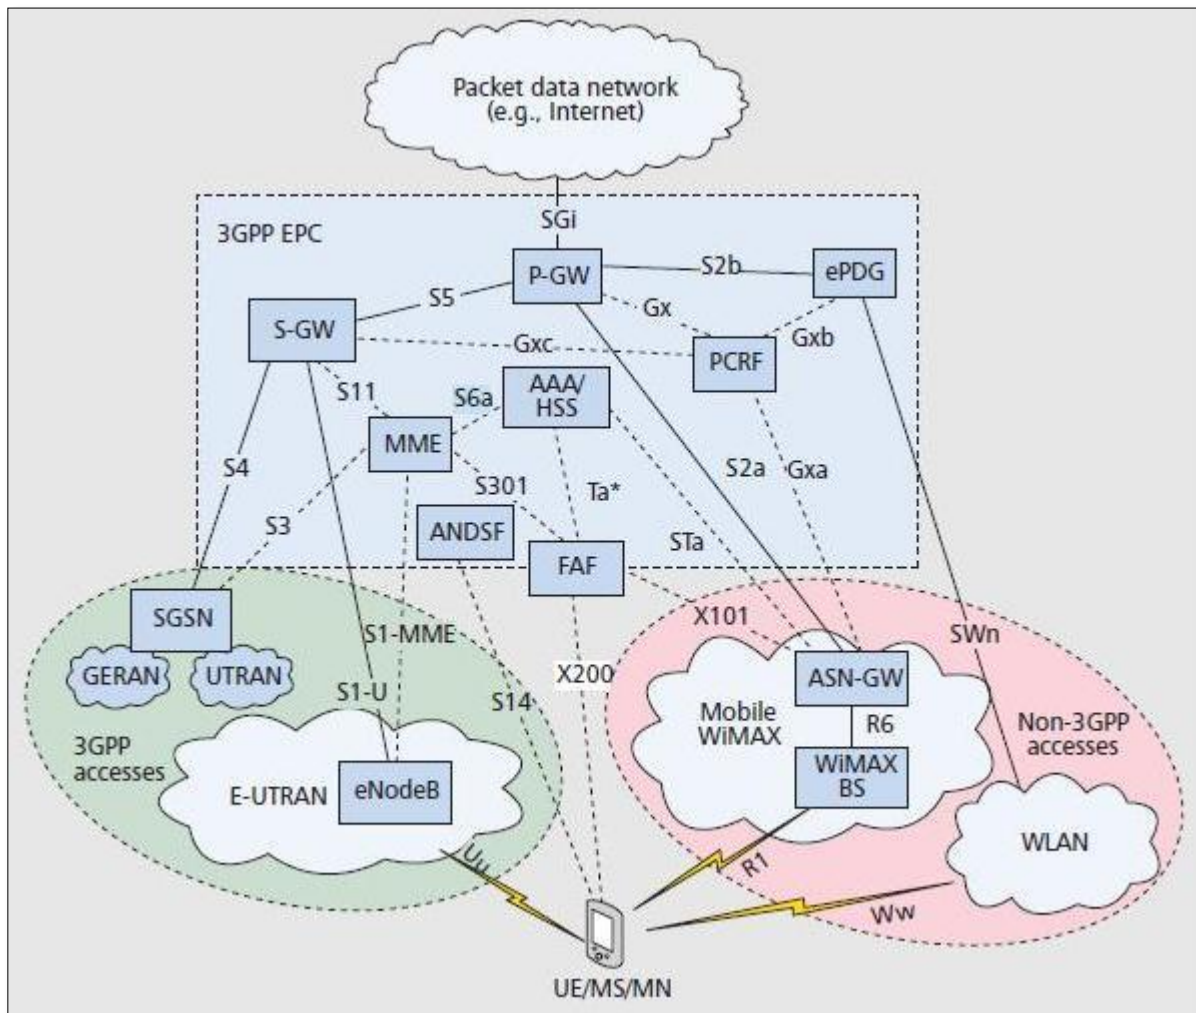 Packet data network
(e.g., Internet)
SGi
3GPP EPC
P-GW
S2b
ePDG
S5
Gx
S-GW
Gxc
PCRF
Gxb
S11
S6a
AAA/
HSS
MME
S4
S301
Ta*
S2a
Gxa
S3
ANDSF
STa
FAF
SGSN
X101
S1-MME
SWn
GERAN
UTRAN
X200
ASN-GW
S1-U
S14
Mobile
WiMAX
R6
Non-3GPP
accesses
3GPP
accesses
E-UTRAN
eNodeB
WiMAX
BS
WLAN
Uu
R1
Ww
UE/MS/MN